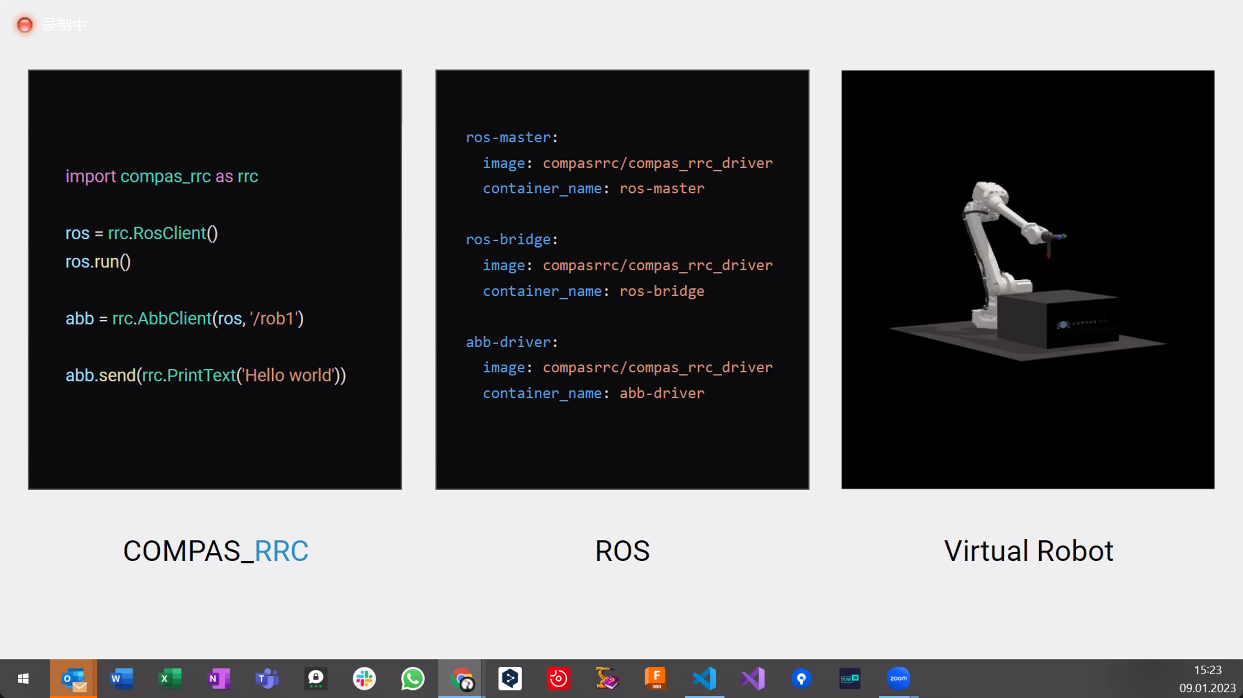 录制中
import compas_rrc as rrc
ros = rrc.RosClient()
ros.run()
abb = rrc.AbbClient(ros, '/rob1')
abb.send(rrc.PrintText('Hello world'))
COMPAS_RRC
ros-master:
image: compasrrc/compas_rrc_driver
container_name: ros-master
ros-bridge:
image: compasrrc/compas_rrc_driver
container_name: ros-bridge
abb-driver:
image: compasrrc/compas_rrc_driver
container_name: abb-driver
ROS
Virtual Robot
zoom
15:23
09.01.2023